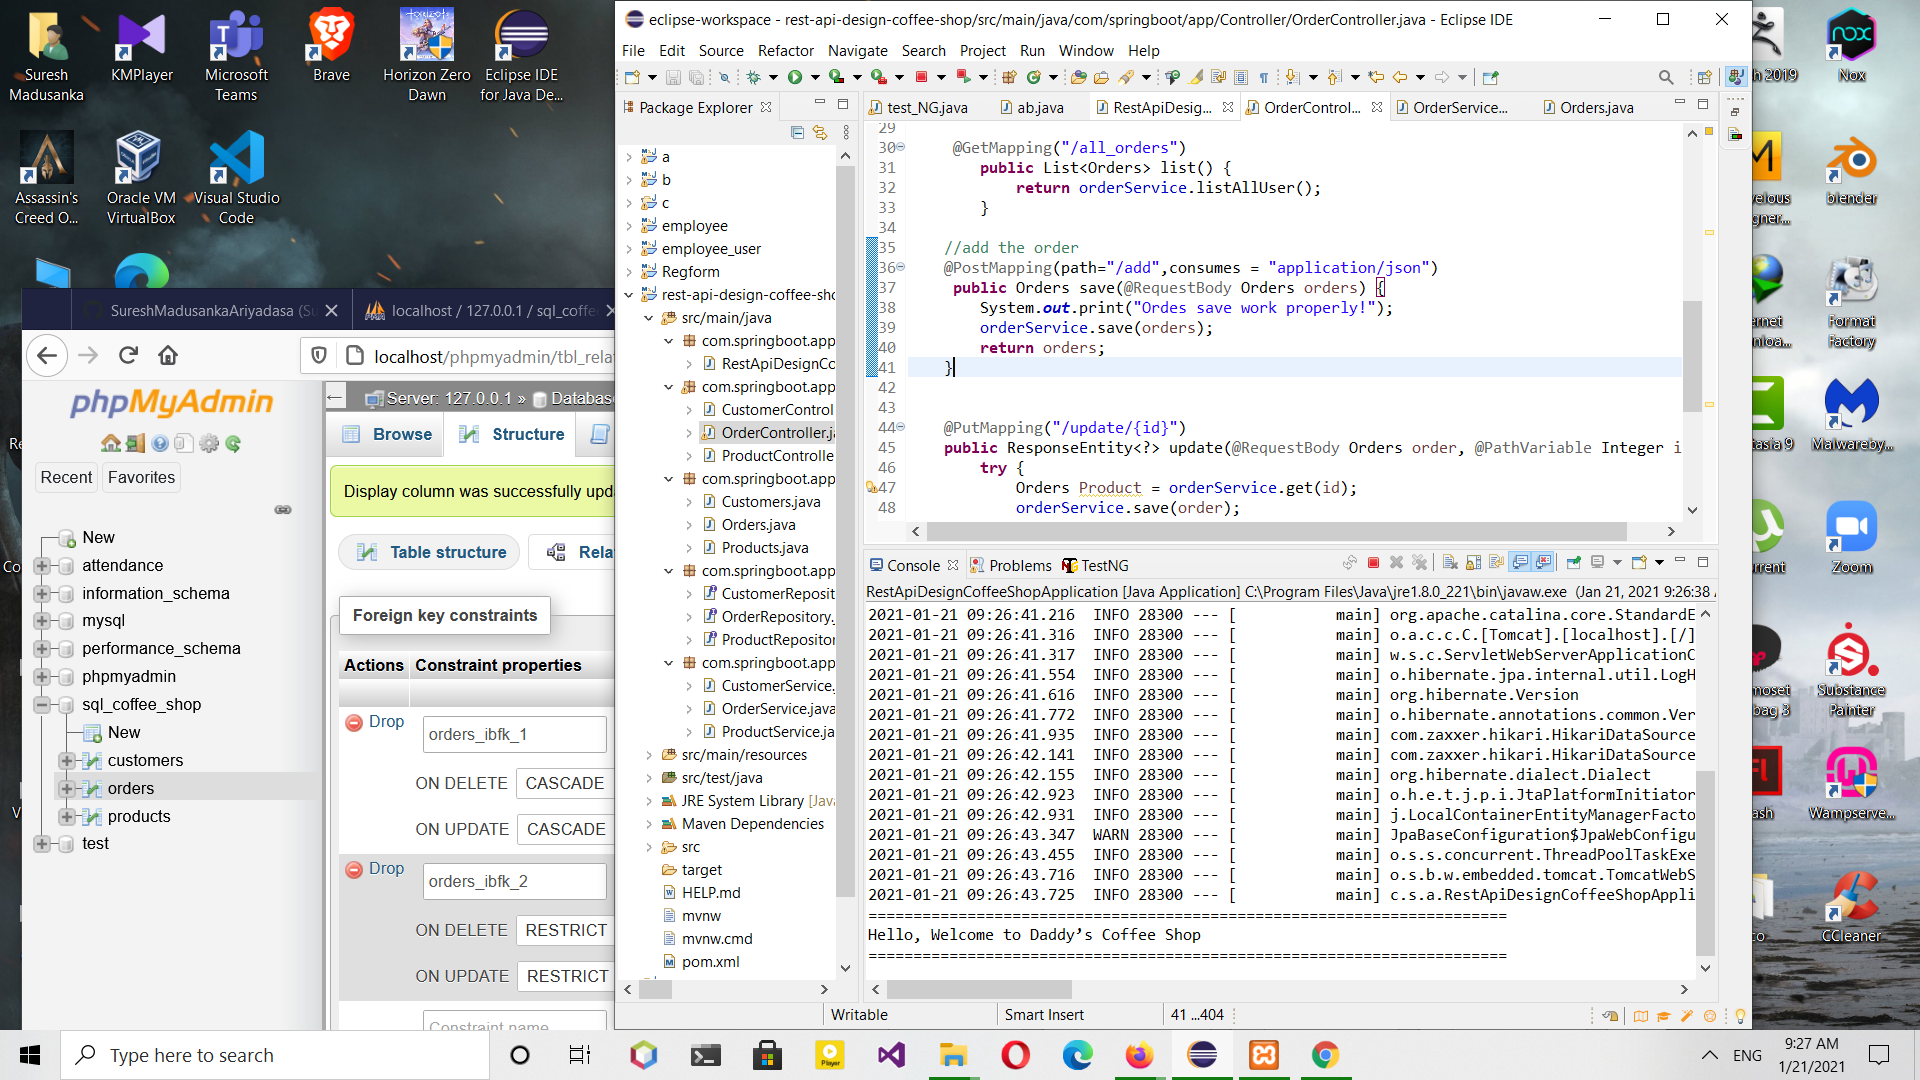 Suresh
Madusanka
KMPlayer
Microsoft
Teams
Brave
Horizon Zero
Dawn
Eclipse IDE
for Java De...
Assassin's
Creed O...
Oracle VM
VirtualBox
Visual Studio
Code
SureshMadusankaAriyadasa (Su
localhost / 127.0.0.1 / sql_coffe
localhost/phpmyadmin/tbl_rela
phpMyAdmin
Recent
Favorites
New
attendance
information_schema
mysql
performance_schema
phpmyadmin
sql_coffee_shop
New
customers
orders
products
test
Server: 127.0.0.1 »
Database
Browse
Structure
Display column was successfully upd
Table structure
Rela
Foreign key constraints
Actions
Constraint properties
Drop
orders_ibfk_1
ON DELETE
CASCADE
ON UPDATE
CASCADE
Drop
orders_ibfk_2
ON DELETE
RESTRICT
ON UPDATE
RESTRICT
Constraint name
eclipse-workspace - rest-api-design-coffee-shop/src/main/java/com/springboot/app/Controller/OrderController.java - Eclipse IDE
File Edit Source Refactor Navigate Search Project Run Window Help
Package Explorer
a
b
c
employee
employee_user
Regform
rest-api-design-coffee-sho
src/main/java
com.springboot.app
RestApiDesignCo
com.springboot.app
CustomerControl
OrderController.ja
ProductControlle
com.springboot.app
Customers.java
Orders.java
Products.java
com.springboot.app
CustomerReposit
OrderRepository.
ProductRepositor
com.springboot.app
CustomerService.
OrderService.java
ProductService.ja
src/main/resources
src/test/java
JRE System Library [Java
Maven Dependencies
src
target
HELP.md
mvnw
mvnw.cmd
pom.xml
test_NG.java
ab.java
RestApiDesig...
OrderControl...
OrderService...
Orders.java
29
30 @GetMapping("/all_orders")
31 public List<Orders> list() {
32 return orderService.listAllUser();
33 }
34
35 //add the order
36 @PostMapping(path="/add",consumes = "application/json")
37 public Orders save(@RequestBody Orders orders) {
38 System.out.print("Ordes save work properly!");
39 orderService.save(orders);
40 return orders;
41 }
42
43
44 @PutMapping("/update/{id}")
45 public ResponseEntity<?> update(@RequestBody Orders order, @PathVariable Integer i
46 try {
47 Orders Product = orderService.get(id);
48 orderService.save(order);
Console
Problems
TestNG
RestApiDesignCoffeeShopApplication [Java Application] C:\Program Files\Java\jre1.8.0_221\bin\javaw.exe (Jan 21, 2021 9:26:38
2021-01-21 09:26:41.216 INFO 28300 --- [ main] org.apache.catalina.core.StandardE
2021-01-21 09:26:41.316 INFO 28300 --- [ main] o.a.c.c.C.[Tomcat].[localhost].[/]
2021-01-21 09:26:41.317 INFO 28300 --- [ main] w.s.c.ServletWebServerApplicationC
2021-01-21 09:26:41.554 INFO 28300 --- [ main] o.hibernate.jpa.internal.util.LogH
2021-01-21 09:26:41.616 INFO 28300 --- [ main] org.hibernate.Version
2021-01-21 09:26:41.772 INFO 28300 --- [ main] o.hibernate.annotations.common.Ver
2021-01-21 09:26:41.935 INFO 28300 --- [ main] com.zaxxer.hikari.HikariDataSource
2021-01-21 09:26:42.141 INFO 28300 --- [ main] com.zaxxer.hikari.HikariDataSource
2021-01-21 09:26:42.155 INFO 28300 --- [ main] org.hibernate.dialect.Dialect
2021-01-21 09:26:42.923 INFO 28300 --- [ main] o.h.e.t.j.p.i.JtaPlatformInitiator
2021-01-21 09:26:42.931 INFO 28300 --- [ main] j.LocalContainerEntityManagerFacto
2021-01-21 09:26:43.347 WARN 28300 --- [ main] JpaBaseConfiguration$JpaWebConfigu
2021-01-21 09:26:43.455 INFO 28300 --- [ main] o.s.s.concurrent.ThreadPoolTaskExe
2021-01-21 09:26:43.716 INFO 28300 --- [ main] o.s.b.w.embedded.tomcat.TomcatWebS
2021-01-21 09:26:43.725 INFO 28300 --- [ main] c.s.a.RestApiDesignCoffeeShopAppli
=======================================================================
Hello, Welcome to Daddy’s Coffee Shop
=======================================================================
Writable
Smart Insert
41 ...404
h 2019
Nox
blender
Format
Factory
tasia 9
Malwareby...
Zoom
Substance
Painter
bag 3
Wampserve...
CCleaner
Type here to search
ENG
9:27 AM
1/21/2021